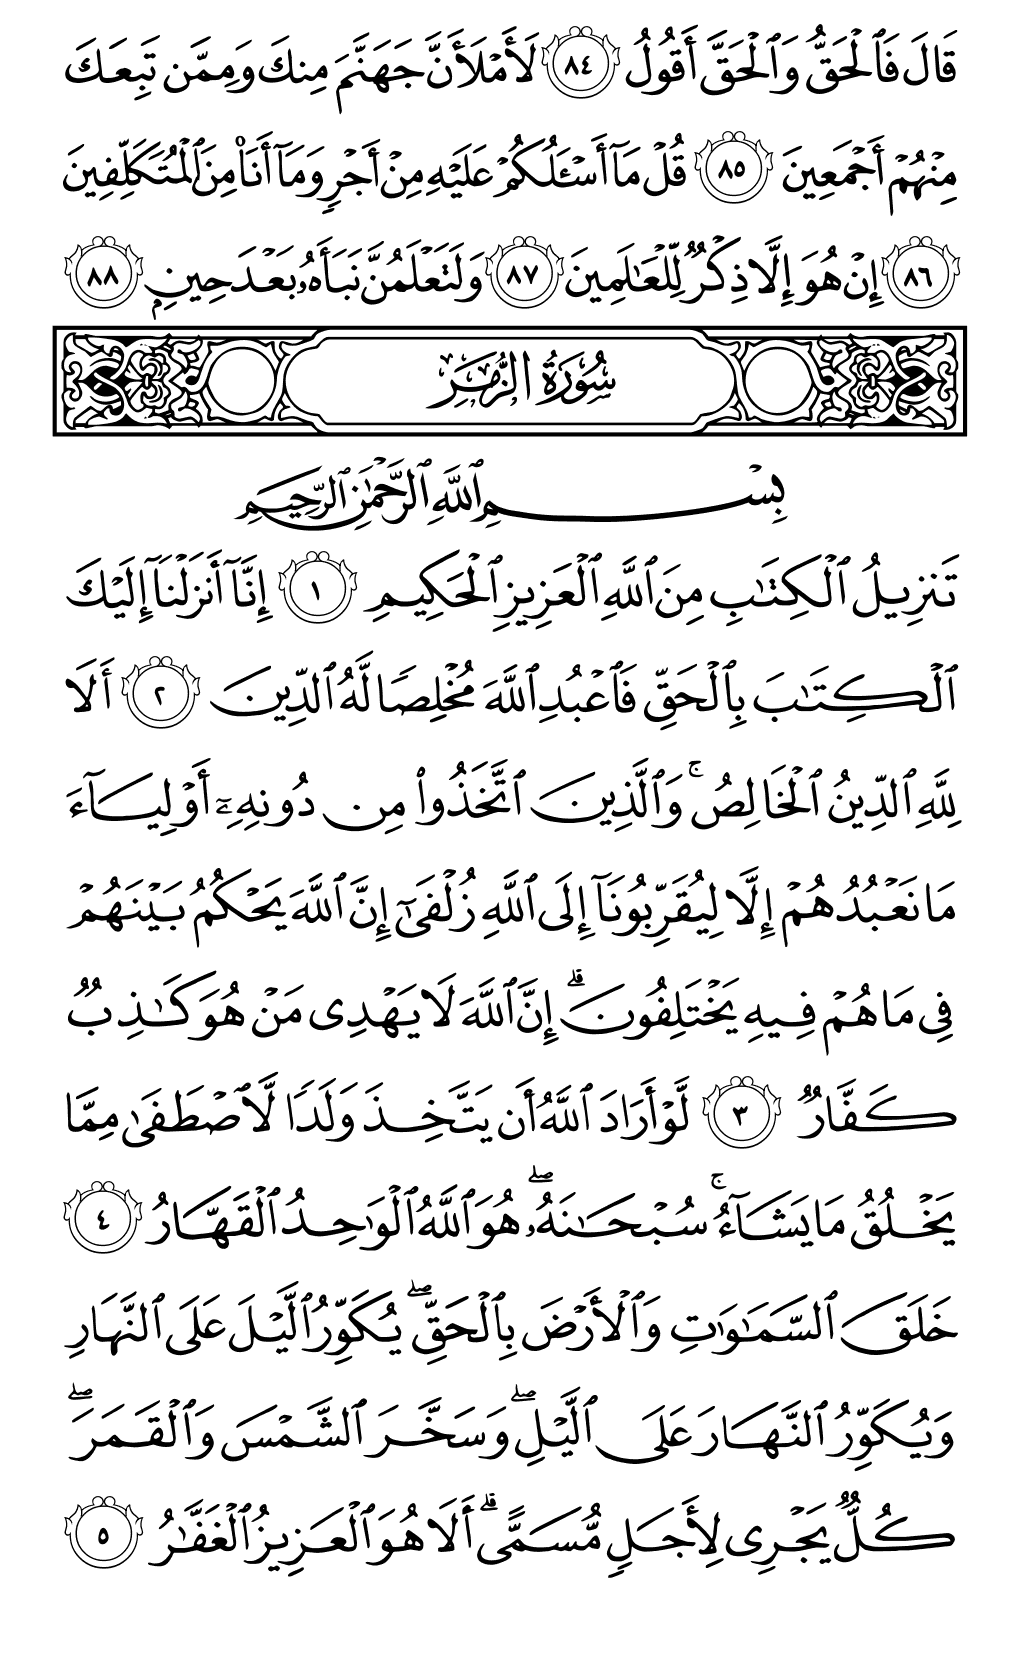 قَالَ فَٱلْحَقُّ وَٱلْحَقَّ أَقُولُ ٨٤ لَأَمْلَأَنَّ جَهَنَّمَ مِنكَ وَمِمَّن تَبِعَكَ
مِنْهُمْ أَجْمَعِينَ ٨٥ قُلْ مَآ أَسْـَٔلُكُمْ عَلَيْهِ مِنْ أَجْرٍ وَمَآ أَنَا۠ مِنَ ٱلْمُتَكَلِّفِينَ
٨٦ إِنْ هُوَ إِلَّا ذِكْرٌ لِّلْعَـٰلَمِينَ ٨٧ وَلَتَعْلَمُنَّ نَبَأَهُۥ بَعْدَ حِينٍۭ ٨٨
سُورَةُ الزُّمَرِ
بِسْمِ ٱللَّهِ ٱلرَّحْمَـٰنِ ٱلرَّحِيمِ
تَنزِيلُ ٱلْكِتَـٰبِ مِنَ ٱللَّهِ ٱلْعَزِيزِ ٱلْحَكِيمِ ١ إِنَّآ أَنزَلْنَآ إِلَيْكَ
ٱلْكِتَـٰبَ بِٱلْحَقِّ فَٱعْبُدِ ٱللَّهَ مُخْلِصًا لَّهُ ٱلدِّينَ ٢ أَلَا
لِلَّهِ ٱلدِّينُ ٱلْخَالِصُ ۚ وَٱلَّذِينَ ٱتَّخَذُوا۟ مِن دُونِهِۦٓ أَوْلِيَآءَ
مَا نَعْبُدُهُمْ إِلَّا لِيُقَرِّبُونَآ إِلَى ٱللَّهِ زُلْفَىٰٓ إِنَّ ٱللَّهَ يَحْكُمُ بَيْنَهُمْ
فِى مَا هُمْ فِيهِ يَخْتَلِفُونَ ۗ إِنَّ ٱللَّهَ لَا يَهْدِى مَنْ هُوَ كَـٰذِبٌ
كَفَّارٌ ٣ لَّوْ أَرَادَ ٱللَّهُ أَن يَتَّخِذَ وَلَدًا لَّٱصْطَفَىٰ مِمَّا
يَخْلُقُ مَا يَشَآءُ ۚ سُبْحَـٰنَهُۥ ۖ هُوَ ٱللَّهُ ٱلْوَٰحِدُ ٱلْقَهَّارُ ٤
خَلَقَ ٱلسَّمَـٰوَٰتِ وَٱلْأَرْضَ بِٱلْحَقِّ ۖ يُكَوِّرُ ٱلَّيْلَ عَلَى ٱلنَّهَارِ
وَيُكَوِّرُ ٱلنَّهَارَ عَلَى ٱلَّيْلِ ۖ وَسَخَّرَ ٱلشَّمْسَ وَٱلْقَمَرَ ۖ
كُلٌّ يَجْرِى لِأَجَلٍ مُّسَمًّى ۗ أَلَا هُوَ ٱلْعَزِيزُ ٱلْغَفَّـٰرُ ٥